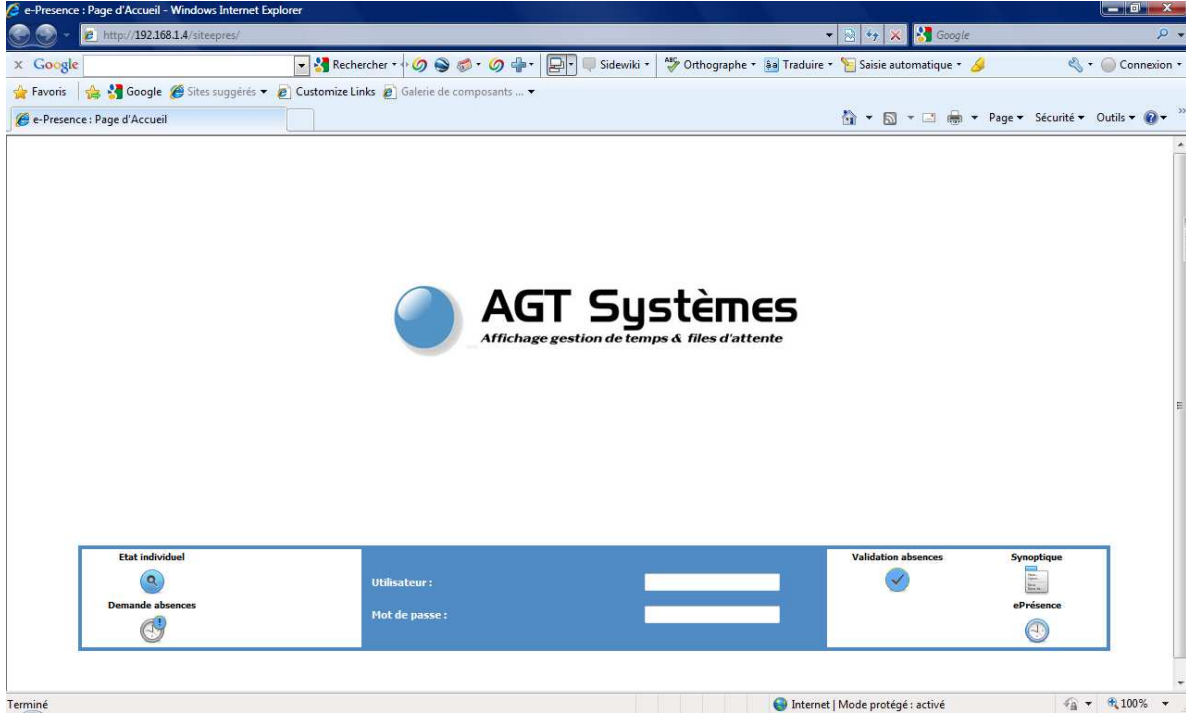 e-Presence : Page d'Accueil - Windows Internet Explorer
http://192.168.1.4/siteepres/
Google
x Google
Rechercher
Sidewiki
Orthographe
Traduire
Saisie automatique
Connexion
Favoris
Google
Sites suggérés
Customize Links
Galerie de composants ...
e-Presence : Page d'Accueil
Page
Sécurité
Outils
AGT Systèmes
Affichage gestion de temps & files d'attente
Etat individuel
Demande absences
Utilisateur :
Mot de passe :
Validation absences
Synoptique
ePrésence
Terminé
Internet | Mode protégé : activé
100%